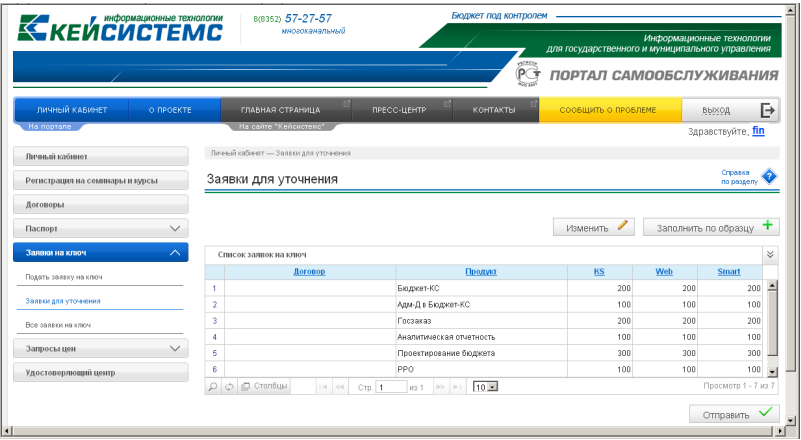 информационные технологии
КЕЙСИСТЕМС
8(8352) 57-27-57
многоканальный
Бюджет под контролем
Информационные технологии
для государственного и муниципального управления
ПОРТАЛ САМООБСЛУЖИВАНИЯ
ЛИЧНЫЙ КАБИНЕТ
О ПРОЕКТЕ
ГЛАВНАЯ СТРАНИЦА
ПРЕСС-ЦЕНТР
КОНТАКТЫ
СООБЩИТЬ О ПРОБЛЕМЕ
ВЫХОД
На портале
На сайте "Кейсистемс"
Здравствуйте, fin
Личный кабинет
Регистрация на семинары и курсы
Договоры
Паспорт
Заявки на ключ
Подать заявку на ключ
Заявки для уточнения
Все заявки на ключ
Запросы цен
Удостоверяющий центр
Личный кабинет — Заявки для уточнения
Заявки для уточнения
Справка
по разделу
Изменить
Заполнить по образцу
Список заявок на ключ
Договор Продукт KS Web Smart
1 Бюджет-КС 200 200 200
2 Адм-Д в Бюджет-КС 100 100 100
3 Госзаказ 200 200 200
4 Аналитическая отчетность 100 100 100
5 Проектирование бюджета 300 300 300
6 РРО 100 100 100
Столбцы
Стр. 1 из 1
10
Просмотр 1 - 7 из 7
Отправить